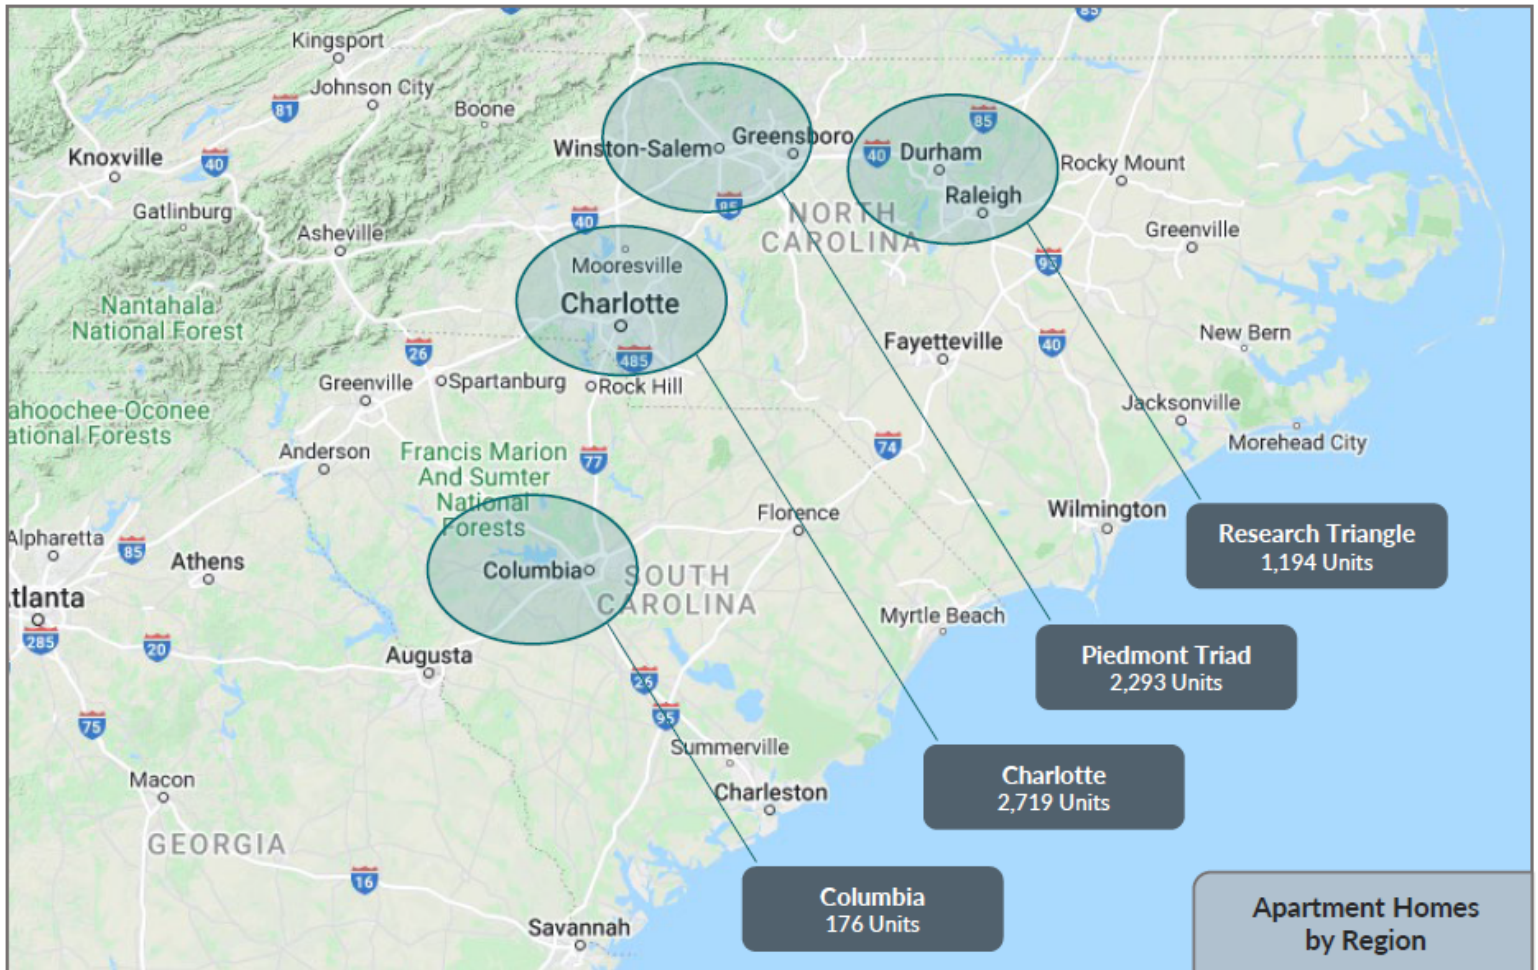 85
Kingsport
Johnson City
81
Boone
Knoxville
40
Winston-Salem
Greensboro
85
40
Durham
Rocky Mount
Raleigh
Gatlinburg
85
40
NORTH
CAROLINA
Greenville
Asheville
Mooresville
95
Nantahala
National Forest
Charlotte
26
485
Fayetteville
40
New Bern
Greenville
Spartanburg
Rock Hill
ahoochee-Oconee
ational Forests
Jacksonville
Morehead City
Anderson
Francis Marion
And Sumter
National
Forests
77
74
Florence
Wilmington
Alpharetta
85
Athens
Columbia
SOUTH
CAROLINA
Research Triangle
1,194 Units
tlanta
285
20
Myrtle Beach
Augusta
Piedmont Triad
2,293 Units
26
95
75
Summerville
Macon
Charleston
Charlotte
2,719 Units
GEORGIA
16
Columbia
176 Units
Savannah
Apartment Homes
by Region